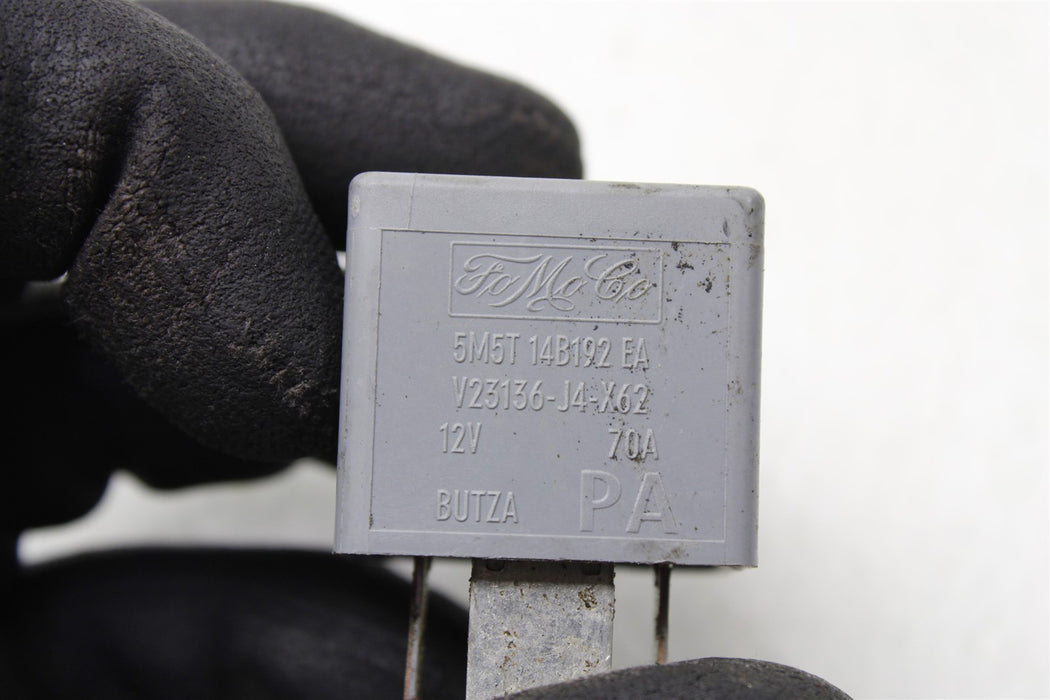 FoMoCo
5M5T 14B192 EA
V23136-J4-X62
12V 70A
BUTZA PA